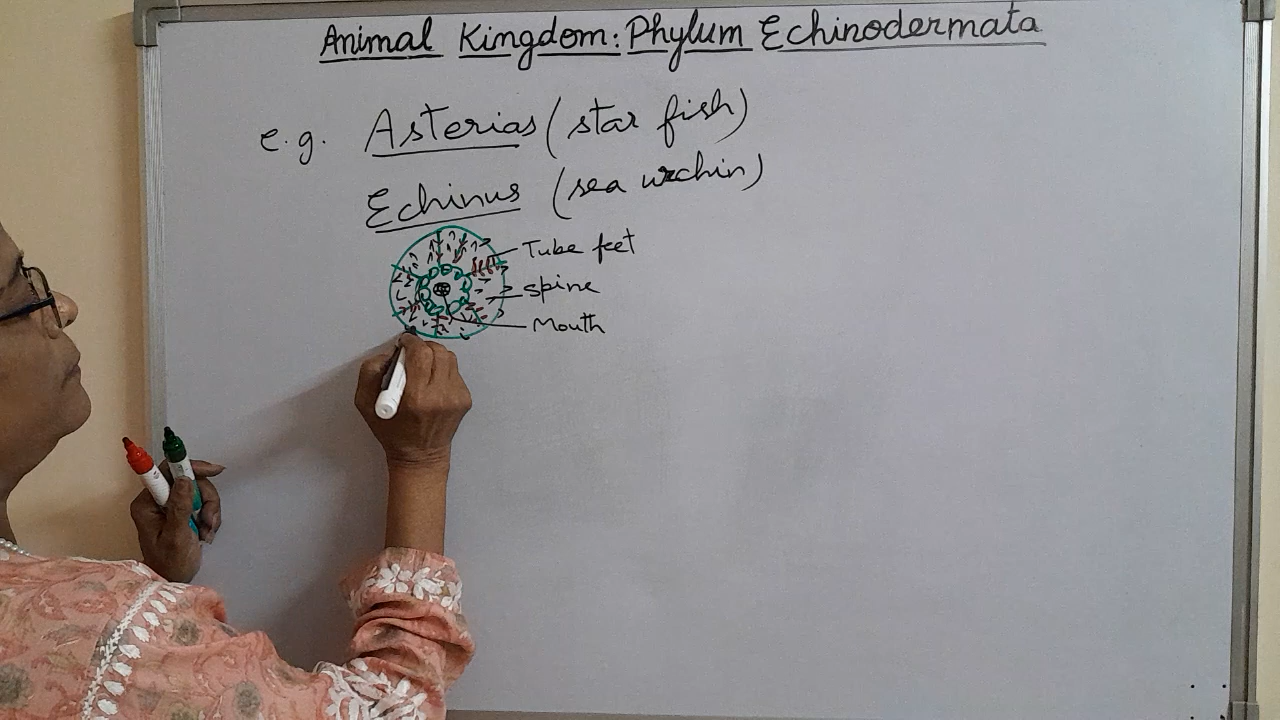 Animal Kingdom: Phylum Echinodermata
e.g. Asterias (star fish)
Echinus (sea urchin)
Tube feet
spine
Mouth